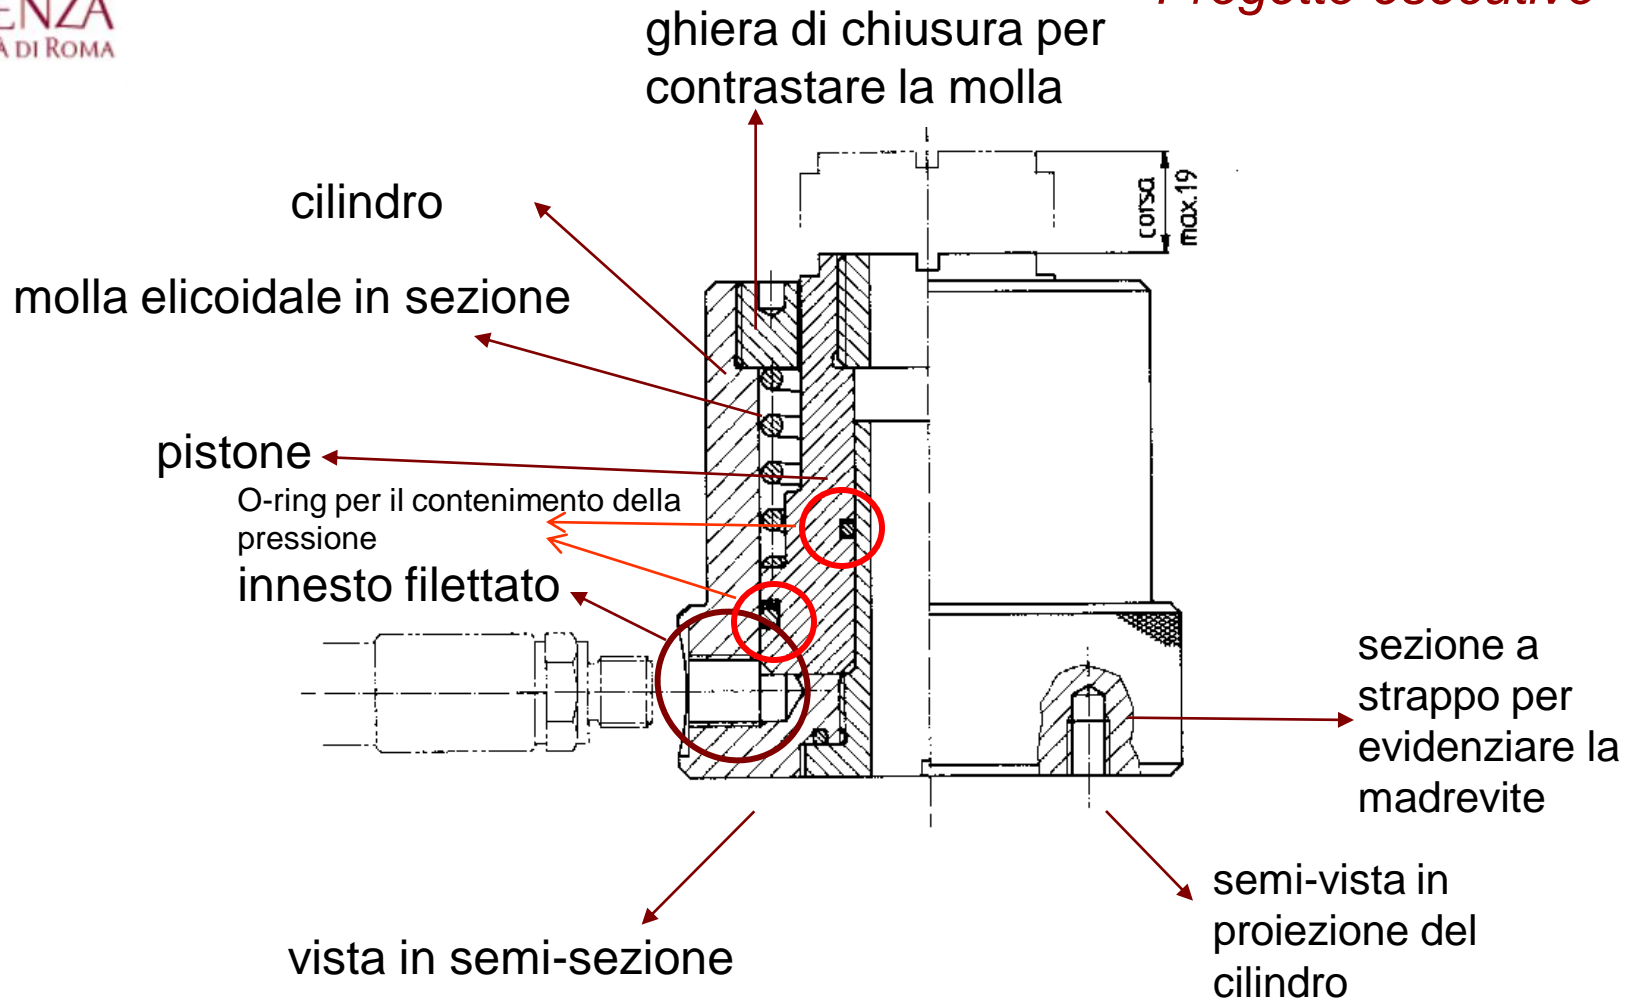 ENZA
À DI ROMA
Progetto esecutivo
ghiera di chiusura per
contrastare la molla
cilindro
corsa
max.19
molla elicoidale in sezione
pistone
O-ring per il contenimento della
pressione
innesto filettato
sezione a
strappo per
evidenziare la
madrevite
semi-vista in
proiezione del
cilindro
vista in semi-sezione